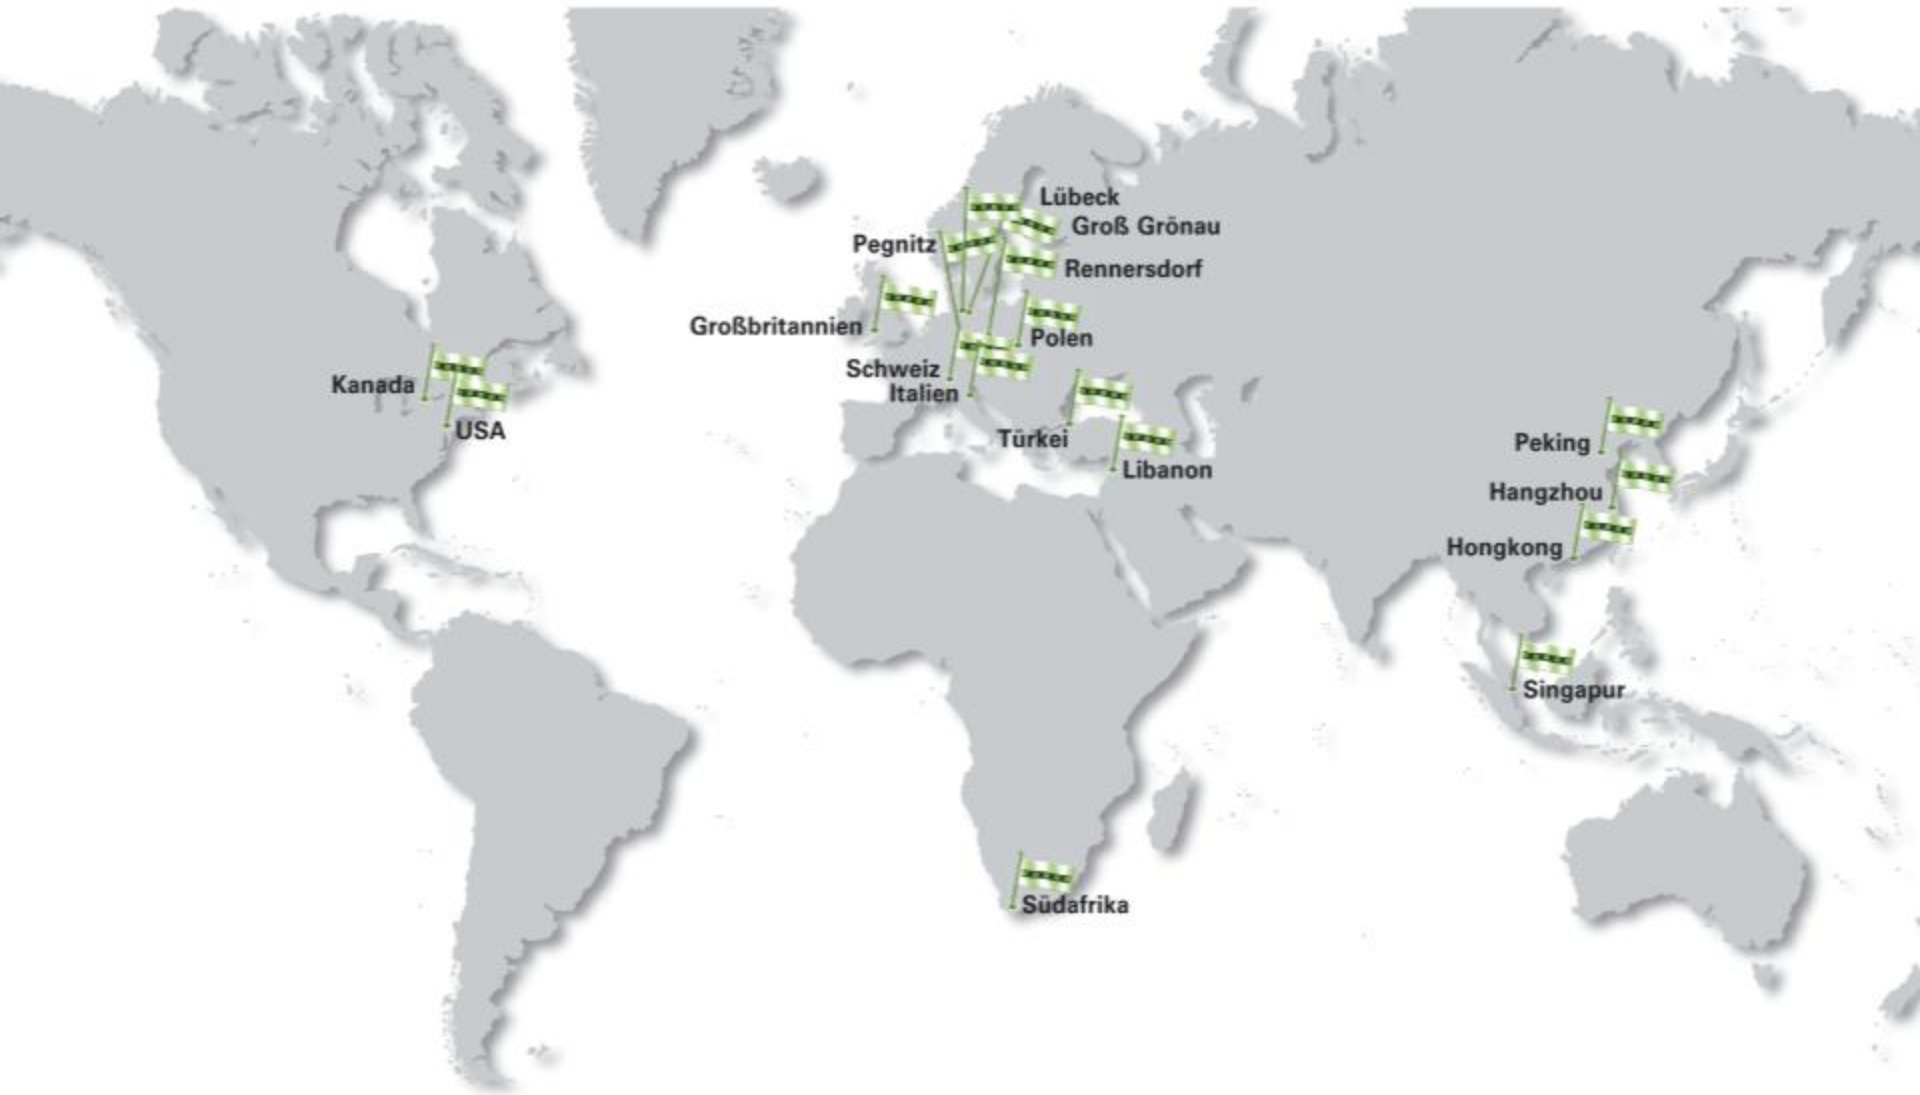 Lübeck
Groß Grönau
Pegnitz
Rennersdorf
Großbritannien
Polen
Schweiz
Italien
Kanada
USA
Türkei
Libanon
Peking
Hangzhou
Hongkong
Singapur
Südafrika